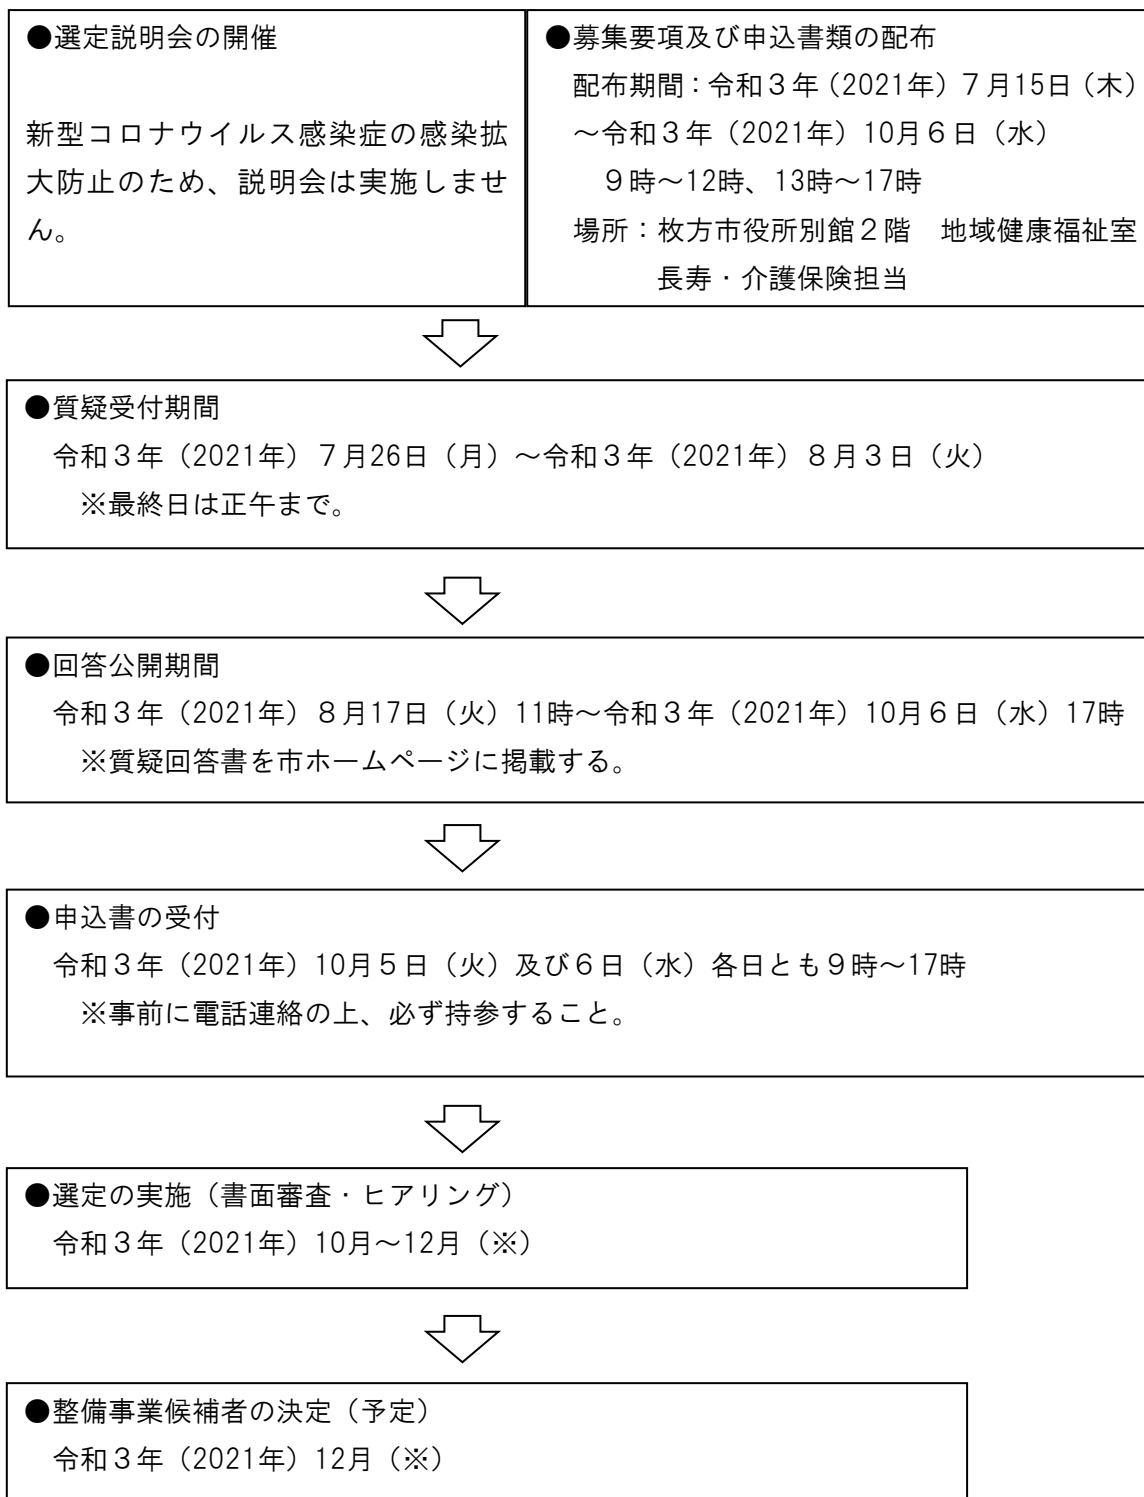 ●選定説明会の開催
新型コロナウイルス感染症の感染拡
大防止のため、説明会は実施しませ
ん。
●募集要項及び申込書類の配布
配布期間：令和３年（2021年）７月15日（木）
～令和３年（2021年）10月６日（水）
９時～12時、13時～17時
場所：枚方市役所別館２階　地域健康福祉室
長寿・介護保険担当
●質疑受付期間
令和３年（2021年）７月26日（月）～令和３年（2021年）８月３日（火）
※最終日は正午まで。
●回答公開期間
令和３年（2021年）８月17日（火）11時～令和３年（2021年）10月６日（水）17時
※質疑回答書を市ホームページに掲載する。
●申込書の受付
令和３年（2021年）10月５日（火）及び６日（水）各日とも９時～17時
※事前に電話連絡の上、必ず持参すること。
●選定の実施（書面審査・ヒアリング）
令和３年（2021年）10月～12月（※）
●整備事業候補者の決定（予定）
令和３年（2021年）12月（※）